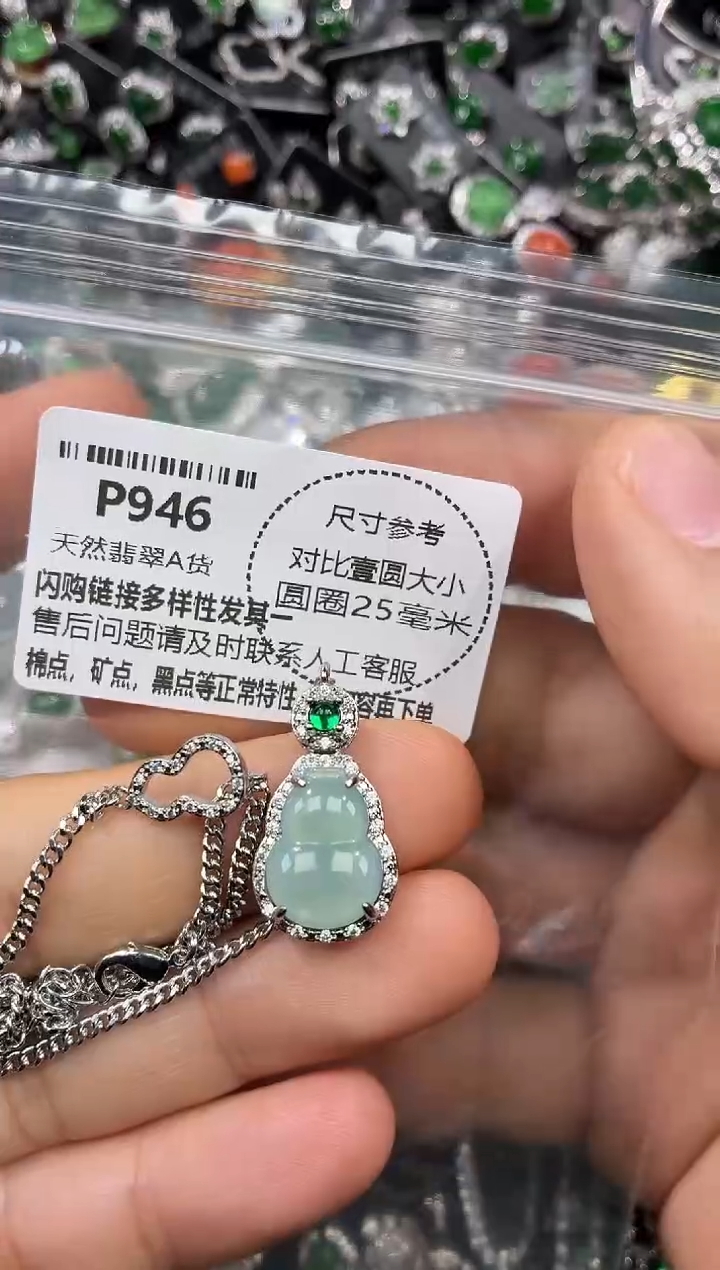 P946
天然翡翠A货
闪购链接多样性发其一
售后问题请及时联系人工客服
棉点，矿点，黑点等正常特性
容再下单
尺寸参考
对比壹圆大小
圆圈25毫米